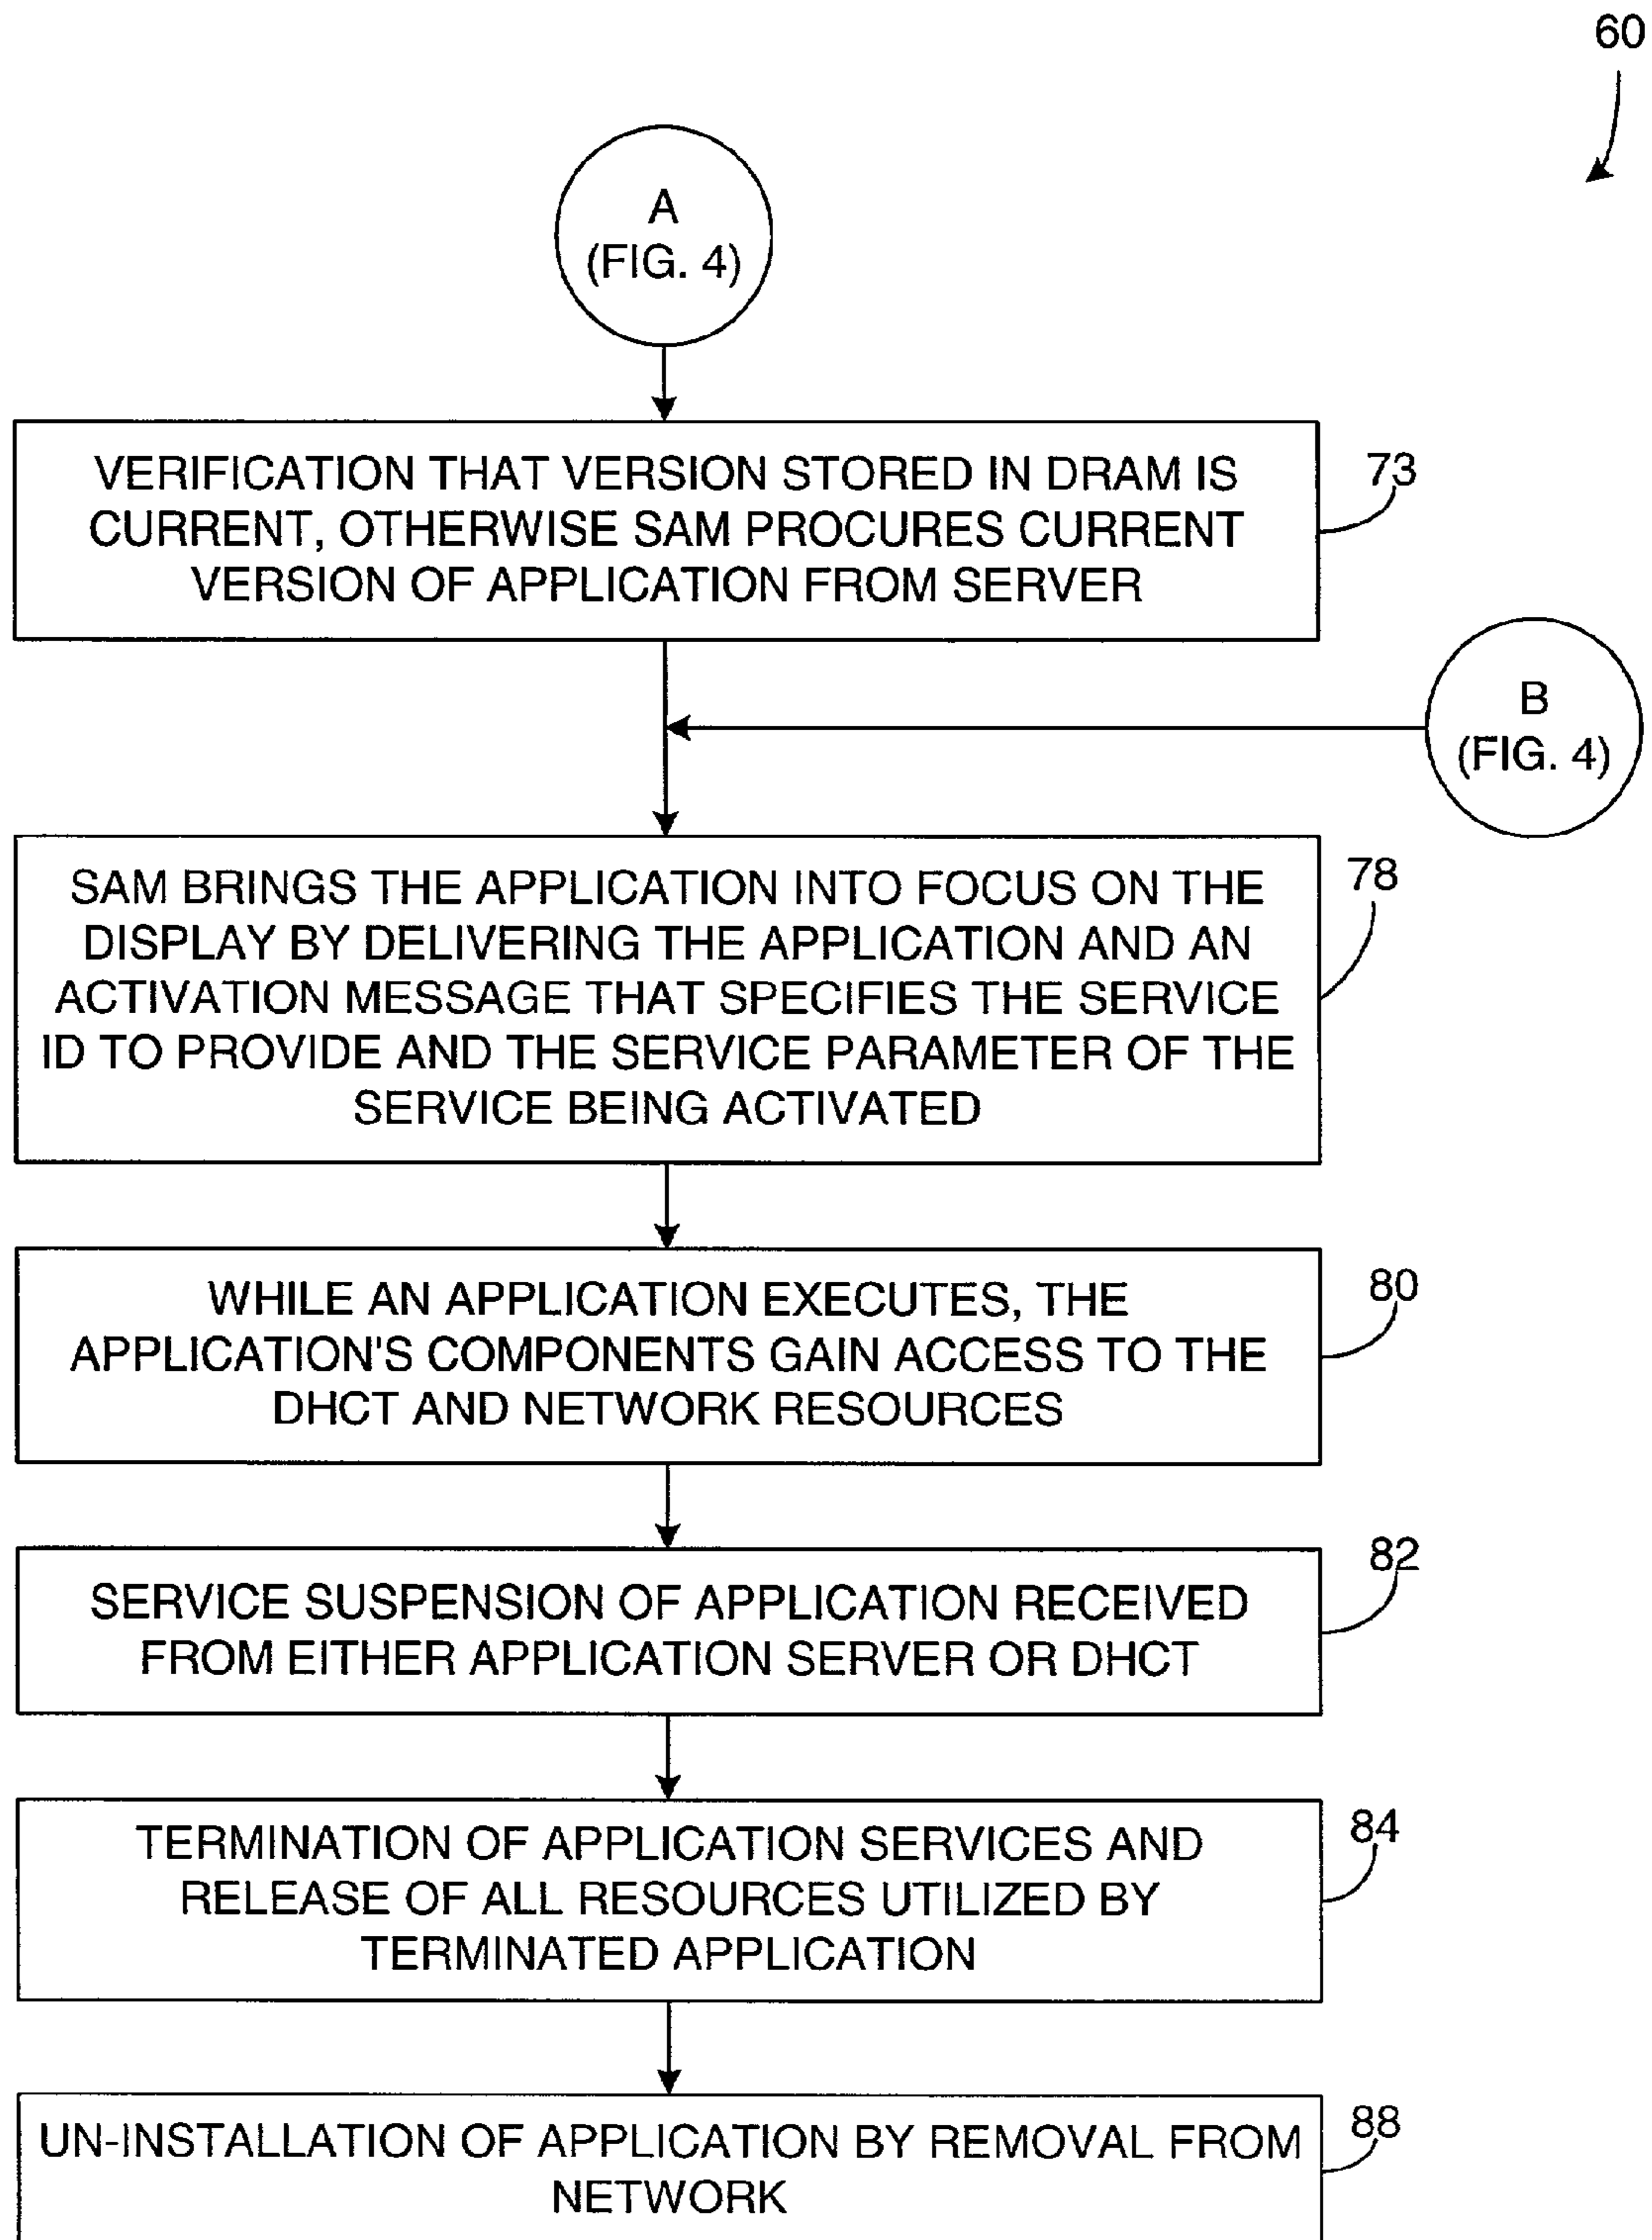 60
A
(FIG. 4)
VERIFICATION THAT VERSION STORED IN DRAM IS
CURRENT, OTHERWISE SAM PROCURES CURRENT
VERSION OF APPLICATION FROM SERVER
73
B
(FIG. 4)
SAM BRINGS THE APPLICATION INTO FOCUS ON THE
DISPLAY BY DELIVERING THE APPLICATION AND AN
ACTIVATION MESSAGE THAT SPECIFIES THE SERVICE
ID TO PROVIDE AND THE SERVICE PARAMETER OF THE
SERVICE BEING ACTIVATED
78
WHILE AN APPLICATION EXECUTES, THE
APPLICATION'S COMPONENTS GAIN ACCESS TO THE
DHCT AND NETWORK RESOURCES
80
SERVICE SUSPENSION OF APPLICATION RECEIVED
FROM EITHER APPLICATION SERVER OR DHCT
82
TERMINATION OF APPLICATION SERVICES AND
RELEASE OF ALL RESOURCES UTILIZED BY
TERMINATED APPLICATION
84
UN-INSTALLATION OF APPLICATION BY REMOVAL FROM
NETWORK
88